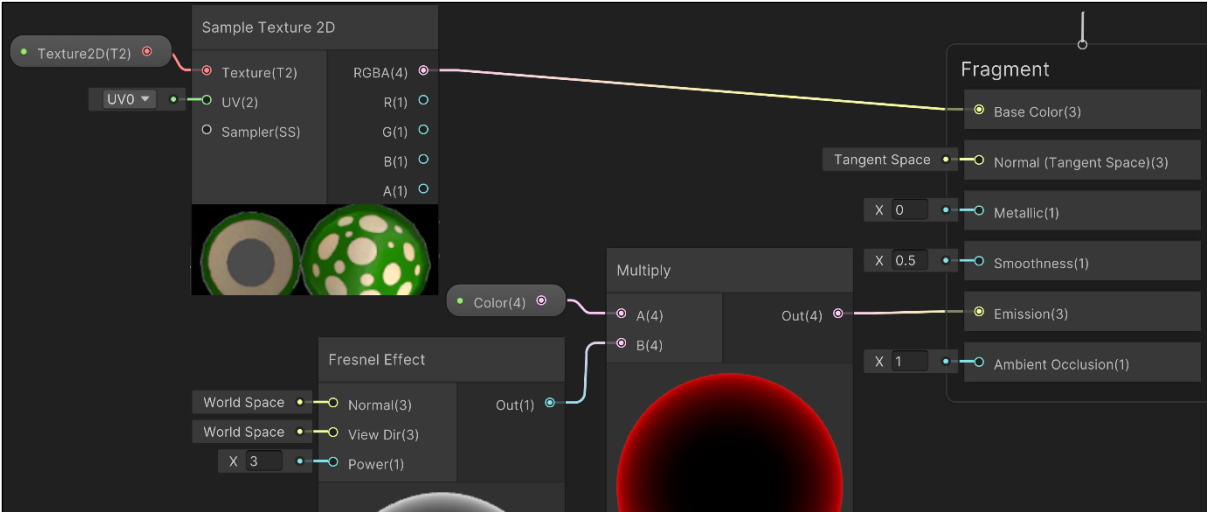 Sample Texture 2D
Texture2D(T2)
Texture(T2)
RGBA(4)
UV0
UV(2)
R(1)
Sampler(SS)
G(1)
B(1)
A(1)
Fragment
Base Color(3)
Tangent Space
Normal (Tangent Space)(3)
X 0
Metallic(1)
X 0.5
Smoothness(1)
Emission(3)
X 1
Ambient Occlusion(1)
Multiply
Color(4)
A(4)
Out(4)
B(4)
Fresnel Effect
World Space
Normal(3)
Out(1)
World Space
View Dir(3)
X 3
Power(1)